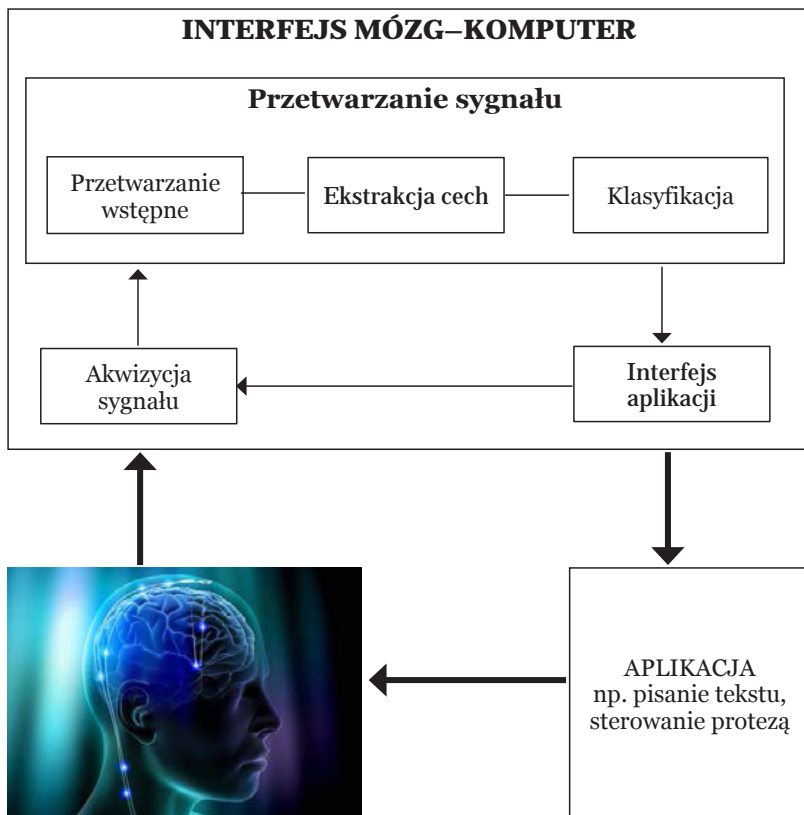 INTERFEJS MÓZG–KOMPUTER
Przetwarzanie sygnału
Przetwarzanie
wstępne
Ekstrakcja cech
Klasyfikacja
Akwizycja
sygnału
Interfejs
aplikacji
APLIKACJA
np. pisanie tekstu,
sterowanie protezą